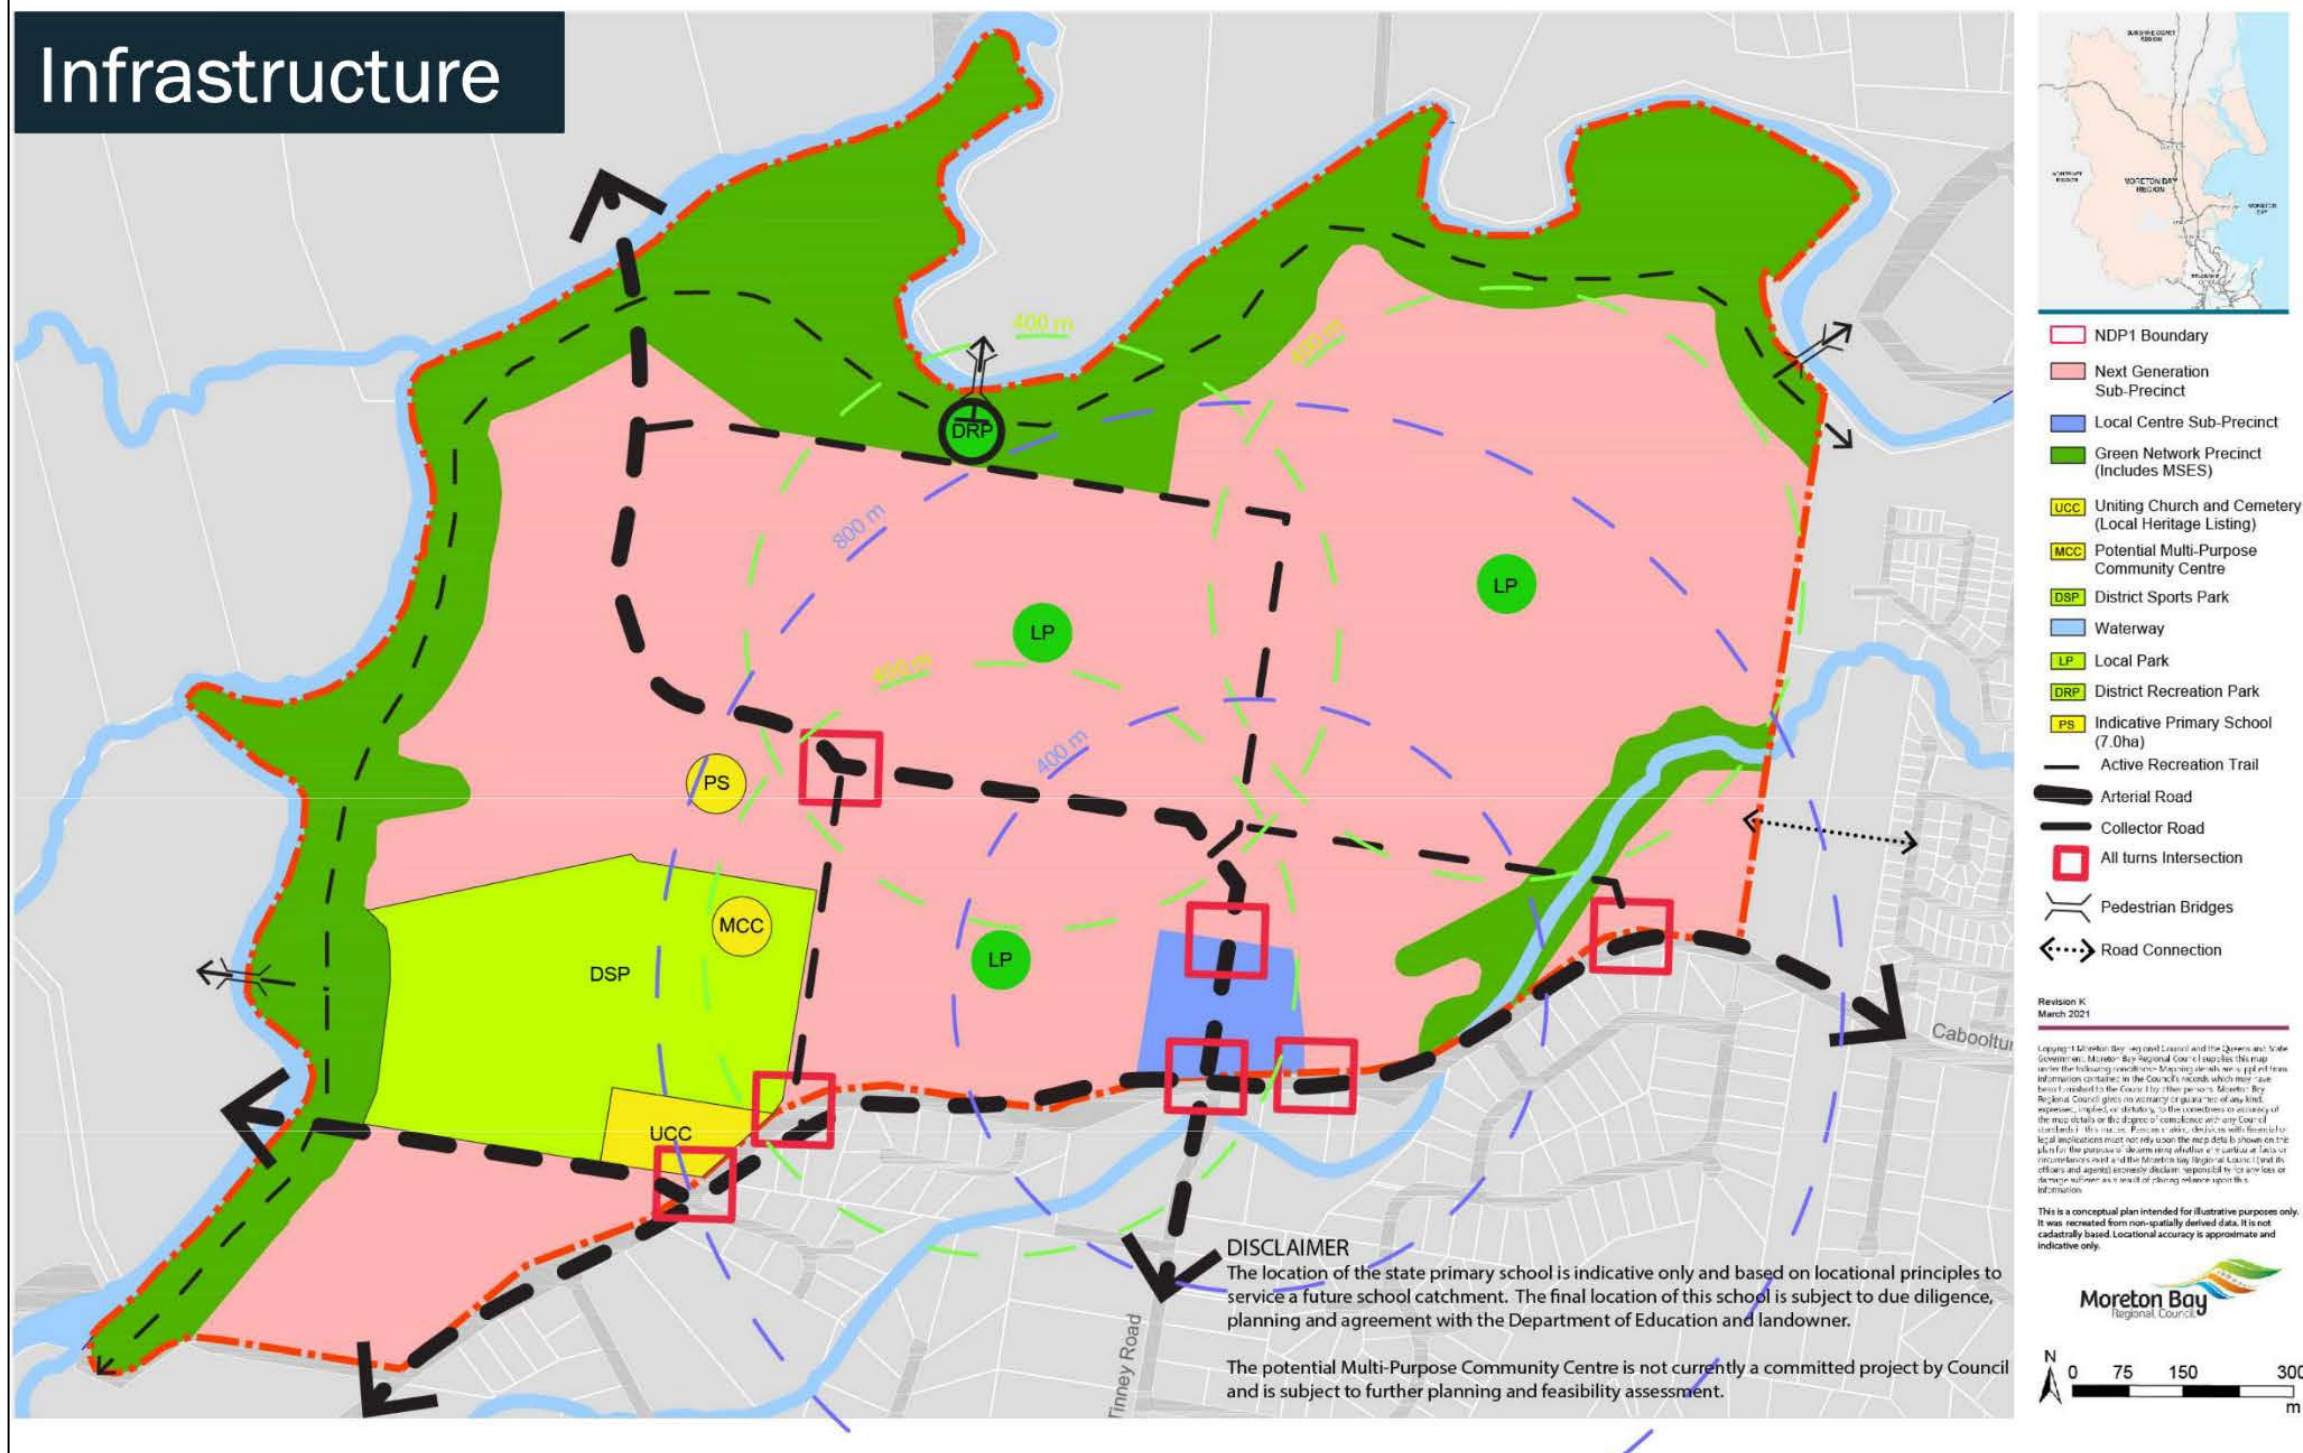 Infrastructure
400 m
400 m
DRP
800 m
LP
LP
400 m
400 m
PS
MCC
DSP
LP
UCC
Cabooltur
Tinney Road
DISCLAIMER
The location of the state primary school is indicative only and based on locational principles to
service a future school catchment. The final location of this school is subject to due diligence,
planning and agreement with the Department of Education and landowner.
The potential Multi-Purpose Community Centre is not currently a committed project by Council
and is subject to further planning and feasibility assessment.
SUNSHINE COAST
REGION
MORETON BAY
REGION
MORETON
BAY
NDP1 Boundary
Next Generation
Sub-Precinct
Local Centre Sub-Precinct
Green Network Precinct
(Includes MSES)
UCC Uniting Church and Cemetery
(Local Heritage Listing)
MCC Potential Multi-Purpose
Community Centre
DSP District Sports Park
Waterway
LP Local Park
DRP District Recreation Park
PS Indicative Primary School
(7.0ha)
Active Recreation Trail
Arterial Road
Collector Road
All turns Intersection
Pedestrian Bridges
Road Connection
Revision K
March 2021
This is a conceptual plan intended for illustrative purposes only.
It was recreated from non-spatially derived data. It is not
cadastrally based. Locational accuracy is approximate and
indicative only.
Moreton Bay
Regional Council
N
0 75 150 300
m